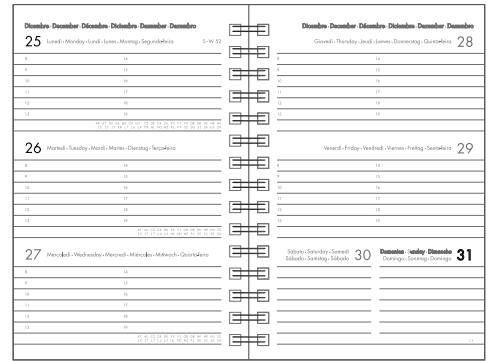 Dicembre · December · Décembre · Diciembre · Dezember · Dezembro
25 Lunedì · Monday · Lundi · Lunes · Montag · Segunda-feira S-W 52
8 14
9 15
10 16
11 17
12 18
13 19
26 Martedì · Tuesday · Mardi · Martes · Dienstag · Terça-feira
8 14
9 15
10 16
11 17
12 18
13 19
27 Mercoledì · Wednesday · Mercredi · Miércoles · Mittwoch · Quarta-feira
8 14
9 15
10 16
11 17
12 18
13 19
Dicembre · December · Décembre · Diciembre · Dezember · Dezembro
Giovedì · Thursday · Jeudi · Jueves · Donnerstag · Quinta-feira 28
8 14
9 15
10 16
11 17
12 18
13 19
Venerdì · Friday · Vendredi · Viernes · Freitag · Sexta-feira 29
8 14
9 15
10 16
11 17
12 18
13 19
Sabato · Saturday · Samedi
Sábado · Samstag · Sábado 30
Domenica · Sunday · Dimanche
Domingo · Sonntag · Domingo 31